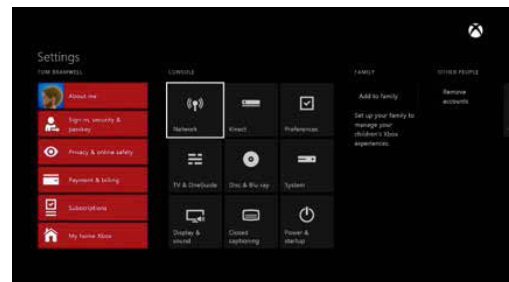 Settings
TOM BRAMWELL
About me
Sign in, security &
passkey
Privacy & online safety
Payment & billing
Subscriptions
My home Xbox
CONSOLE
Network
Kinect
Preferences
TV & OneGuide
Disc & Blu-ray
System
Display &
sound
Closed
captioning
Power &
startup
FAMILY
Add to family
Set up your family to
manage your
children's Xbox
experiences.
OTHER PEOPLE
Remove
accounts